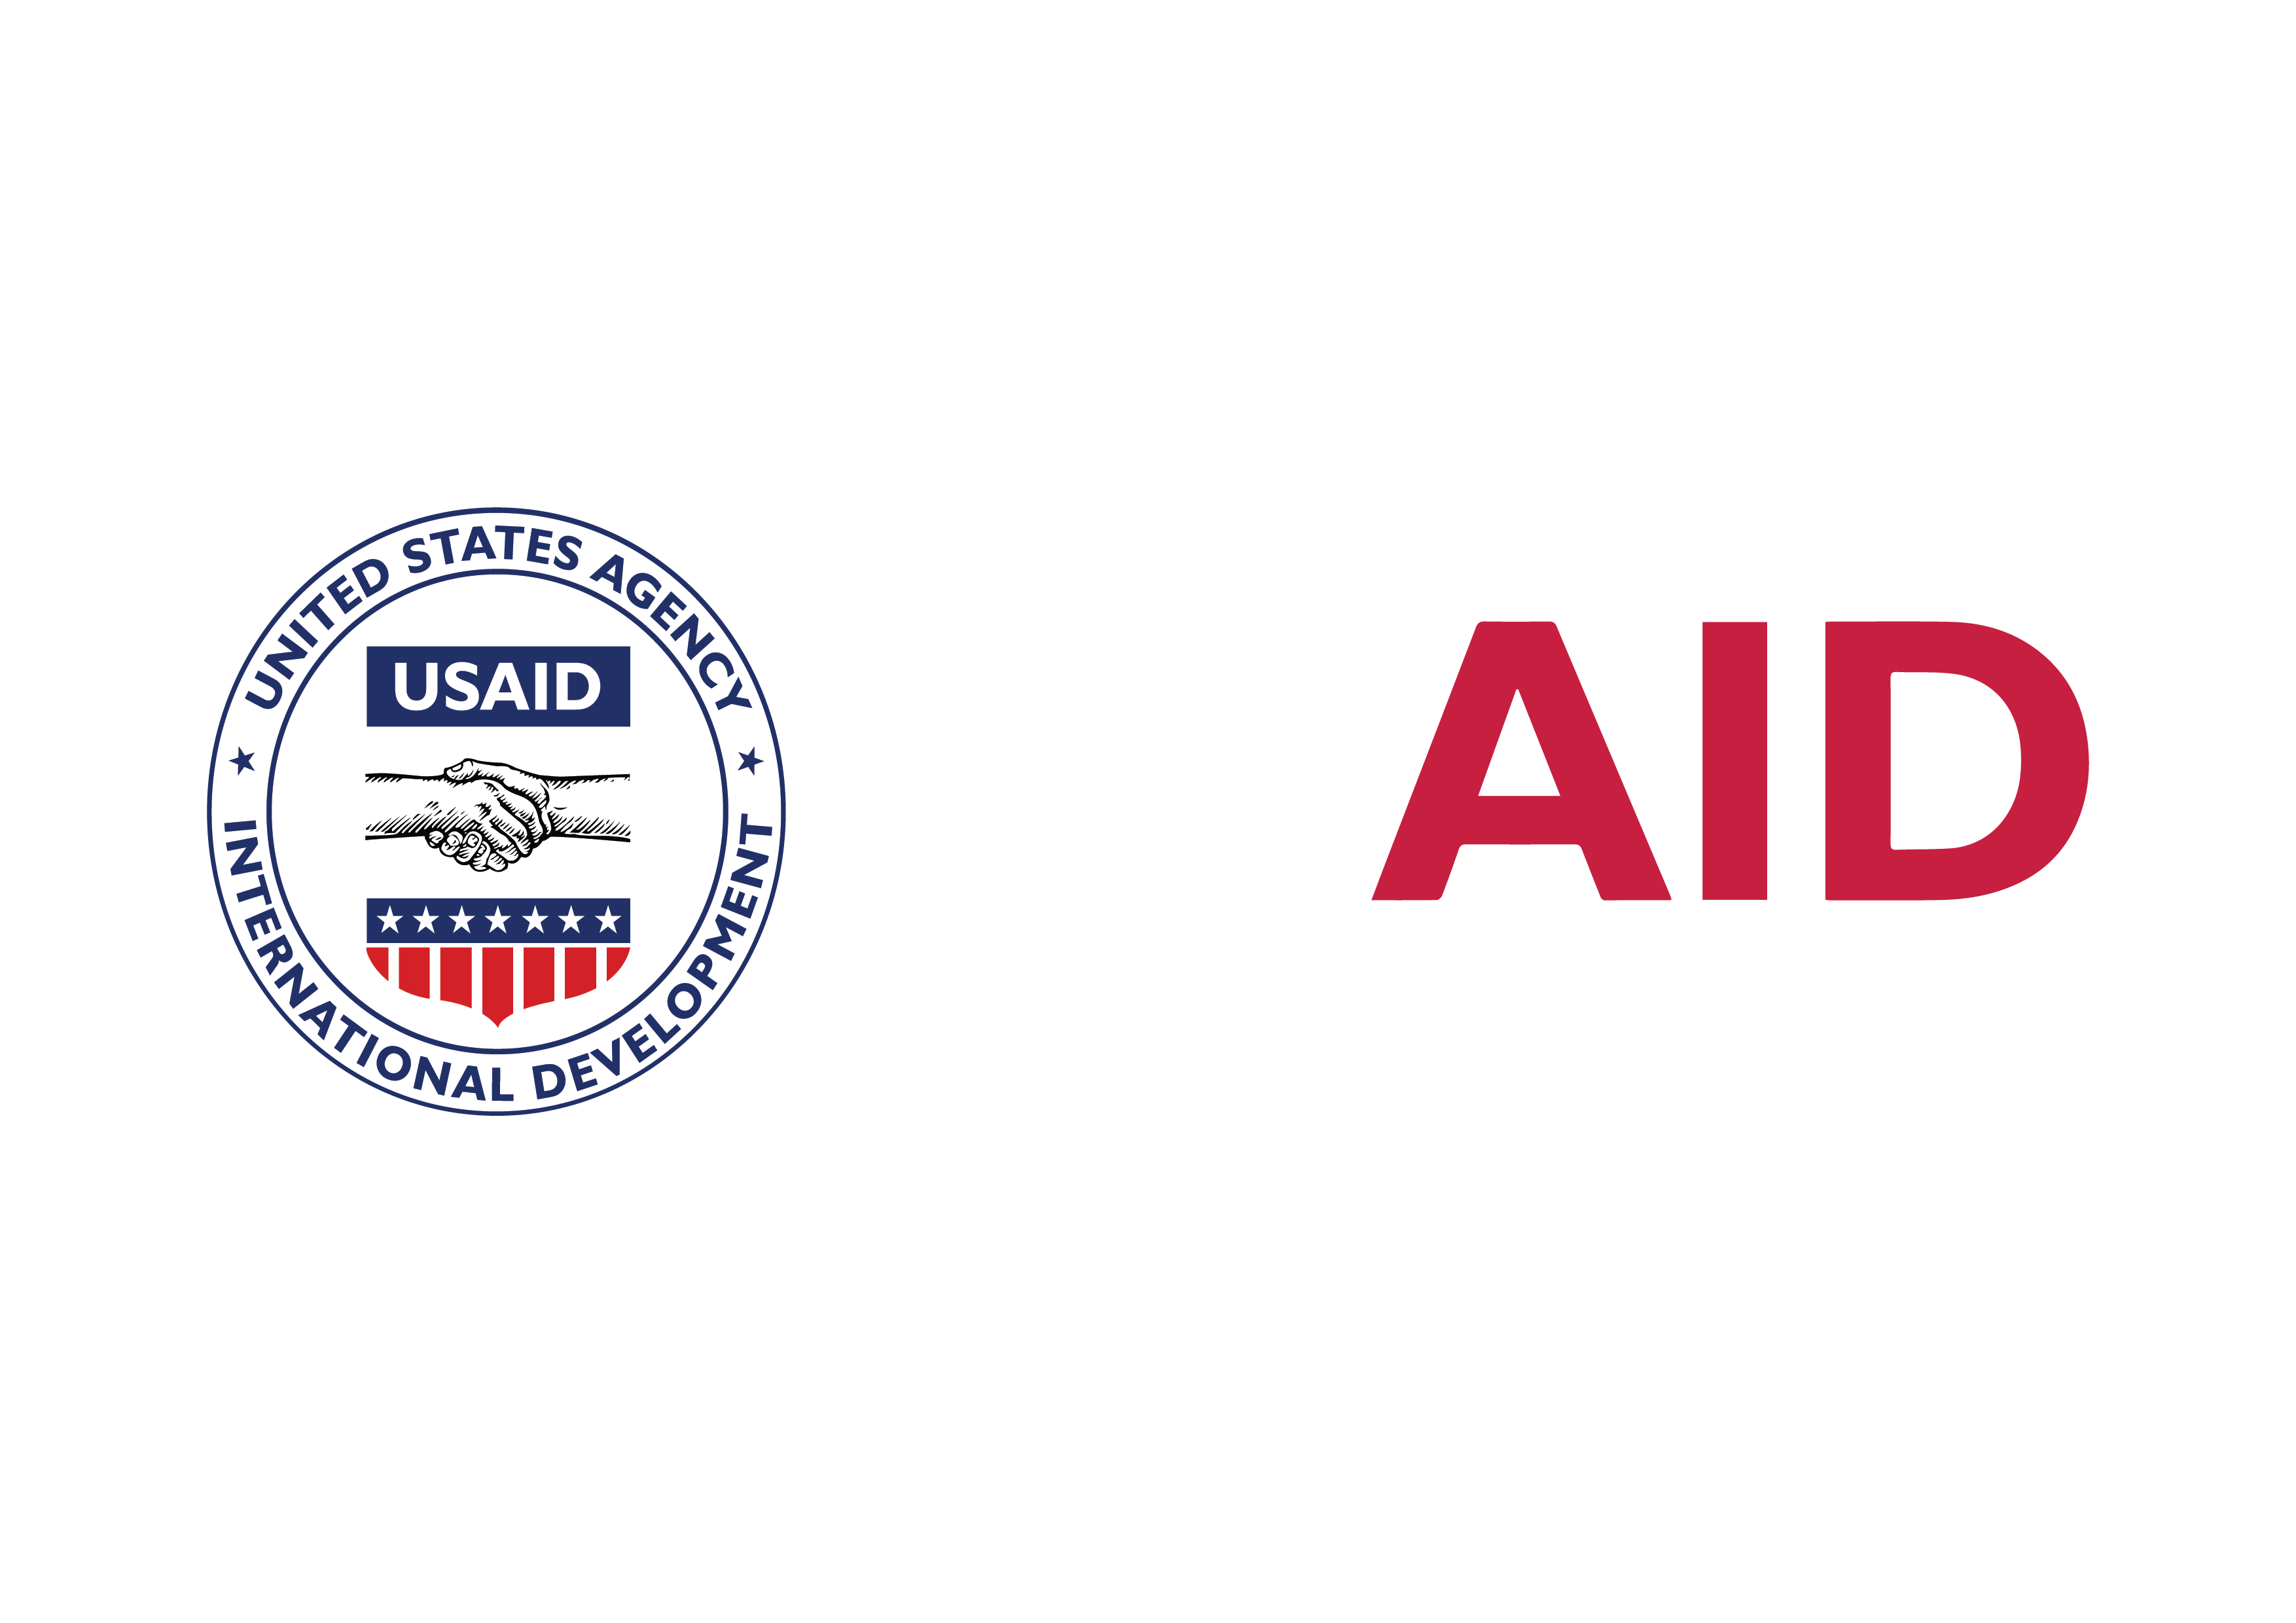 UNITED STATES AGENCY
USAID
INTERNATIONAL DEVELOPMENT
AID